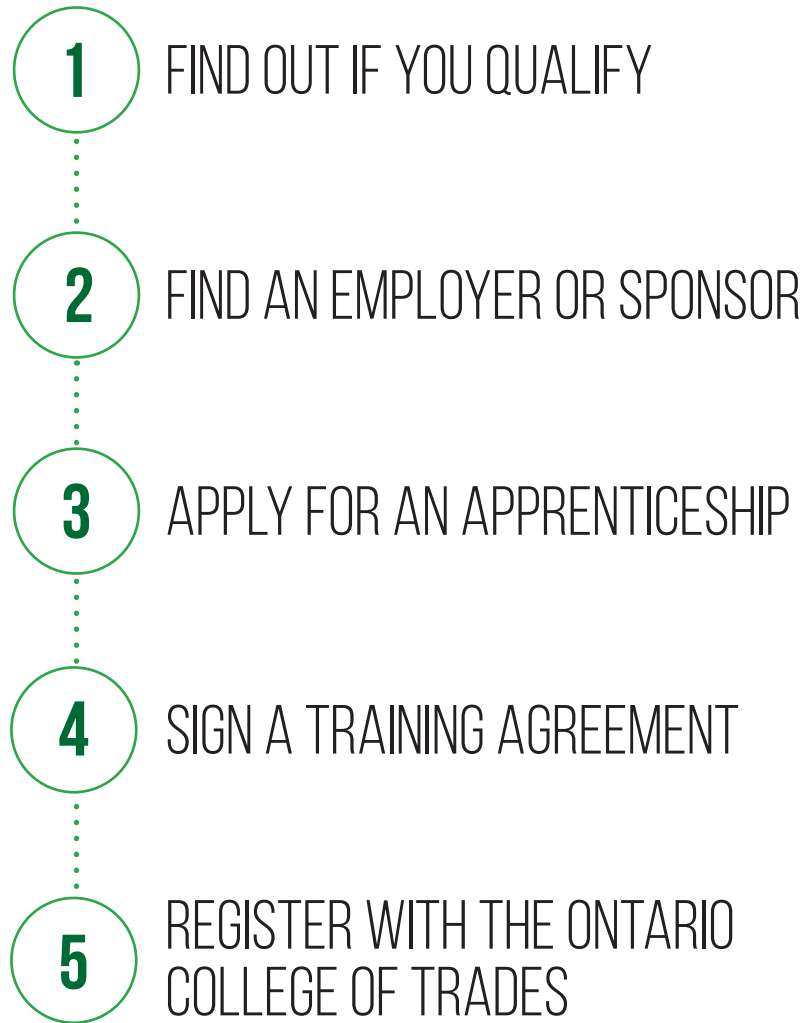 1 FIND OUT IF YOU QUALIFY
2 FIND AN EMPLOYER OR SPONSOR
3 APPLY FOR AN APPRENTICESHIP
4 SIGN A TRAINING AGREEMENT
5 REGISTER WITH THE ONTARIO
COLLEGE OF TRADES